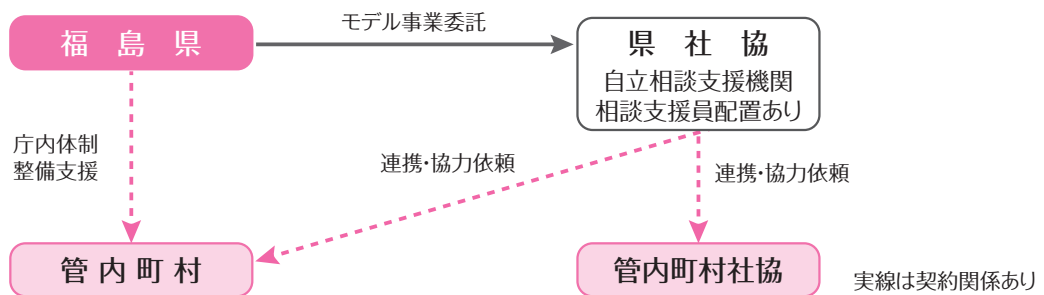 福島県
モデル事業委託
県社協
自立相談支援機関
相談支援員配置あり
庁内体制
整備支援
連携・協力依頼
連携・協力依頼
管内町村
管内町村社協
実線は契約関係あり